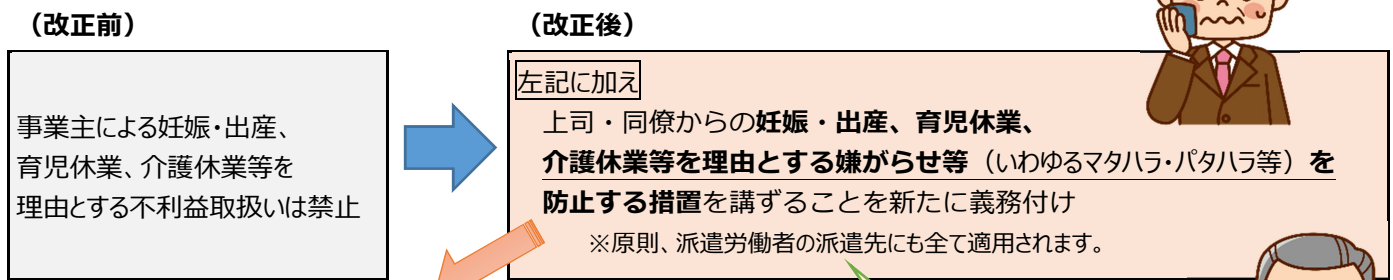 （改正前）
事業主による妊娠・出産、
育児休業、介護休業等を
理由とする不利益取扱いは禁止
（改正後）
左記に加え
上司・同僚からの妊娠・出産、育児休業、
介護休業等を理由とする嫌がらせ等（いわゆるマタハラ・パタハラ等）を
防止する措置を講ずることを新たに義務付け
※原則、派遣労働者の派遣先にも全て適用されます。